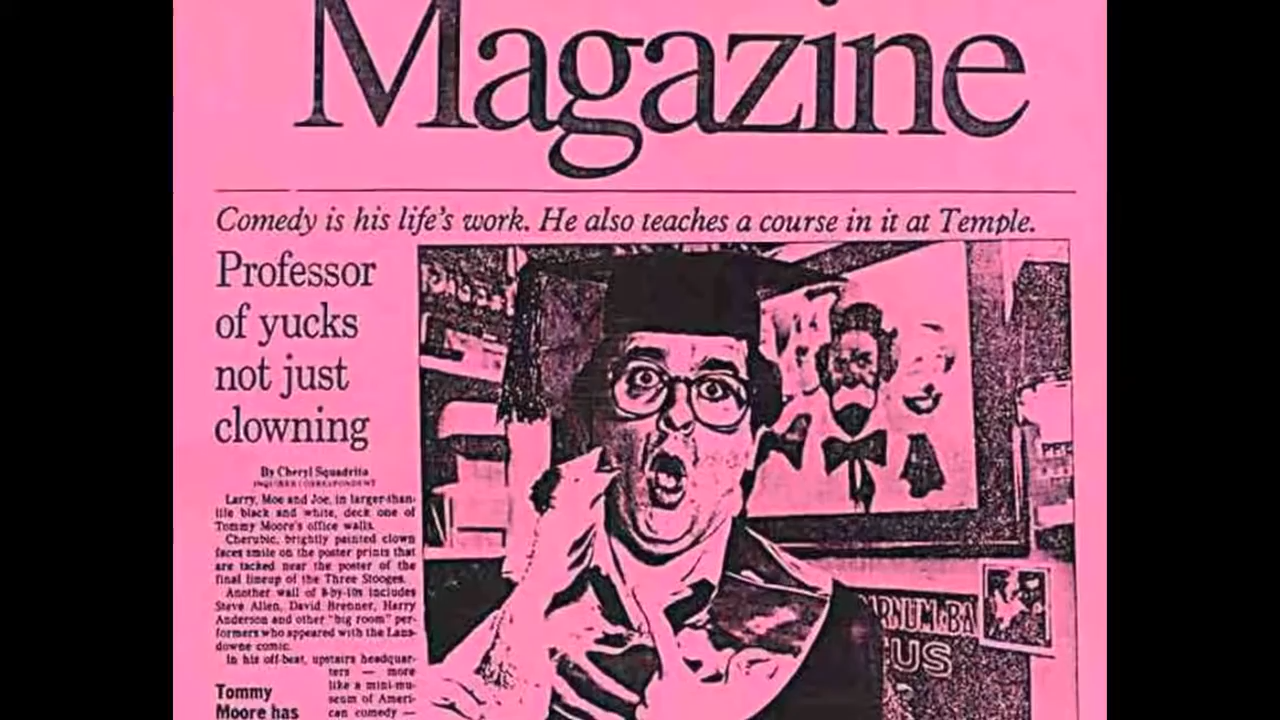 Magazine
Comedy is his life's work. He also teaches a course in it at Temple.
Professor
of yucks
not just
clowning
By Cheryl Squadrito
INQUIRER CORRESPONDENT
Larry, Moe and Joe, in larger-than-
life black and white, deck one of
Tommy Moore's office walls.
Cherubic, brightly painted clown
faces smile on the poster prints that
are tacked near the poster of the
final lineup of the Three Stooges.
Another wall of 8-by-10s includes
Steve Allen, David Brenner, Harry
Anderson and other "big room" per-
formers who appeared with the Lans-
downe comic.
In his off-beat, upstairs headquar-
ters — more
like a mini-mu-
seum of Ameri-
can comedy —
Tommy
Moore has
ARNUM.BA
US